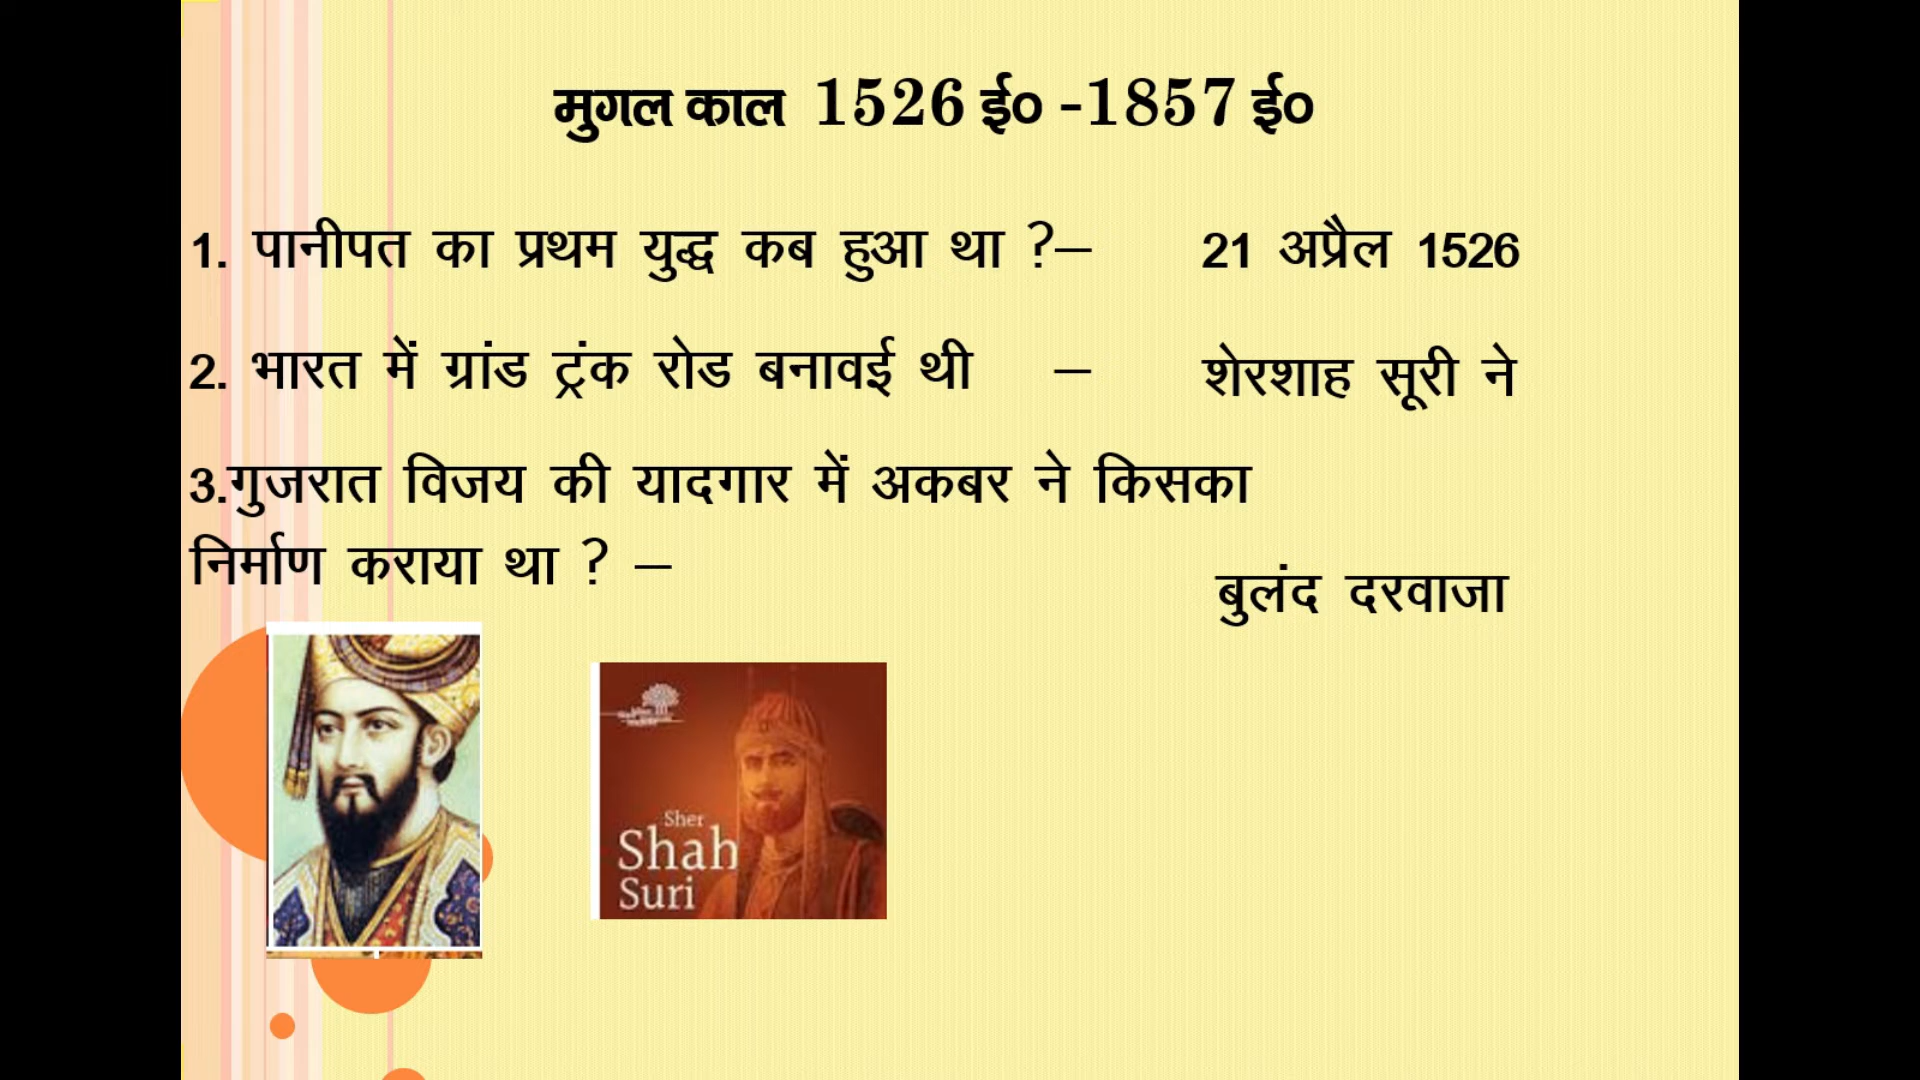 मुगल काल 1526 ई० -1857 ई०
1. पानीपत का प्रथम युद्ध कब हुआ था ?– 21 अप्रैल 1526
2. भारत में ग्रांड ट्रंक रोड बनावई थी – शेरशाह सूरी ने
3.गुजरात विजय की यादगार में अकबर ने किसका
निर्माण कराया था ? –
बुलंद दरवाजा
Sher
Shah
Suri